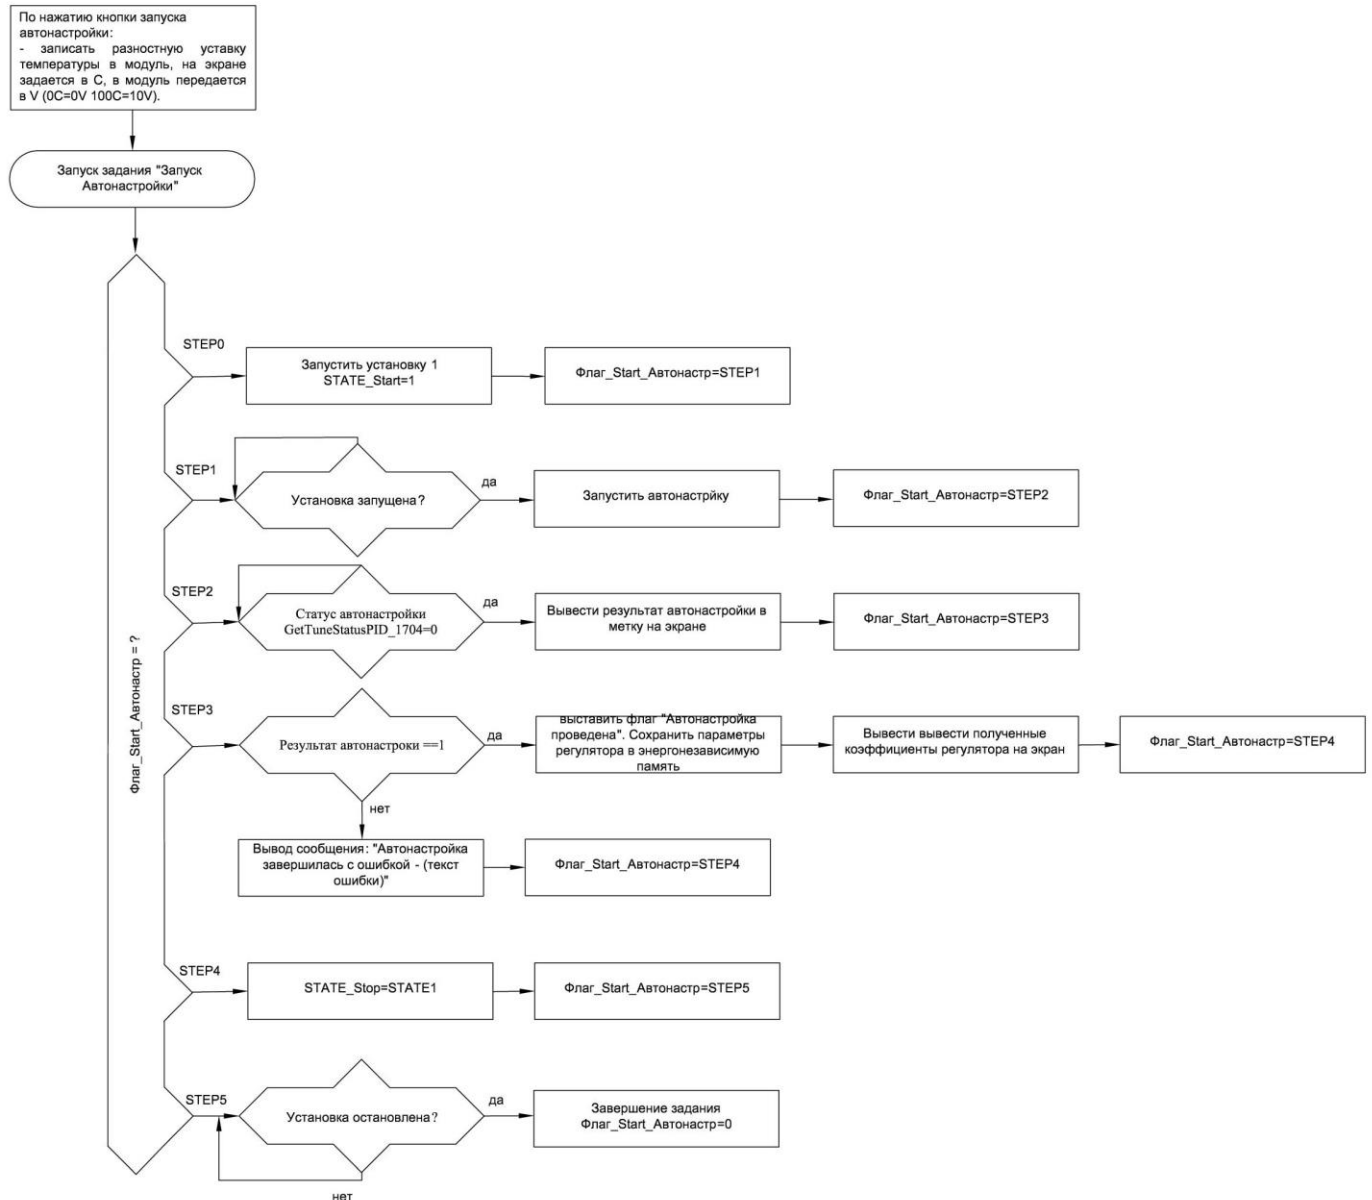 По нажатию кнопки запуска
автонастройки:
- записать разностную уставку
температуры в модуль, на экране
задается в С, в модуль передается
в V (0С=0V 100С=10V).
Запуск задания "Запуск
Автонастройки"
Флаг_Start_Автонастр = ?
STEP0
Запустить установку 1
STATE_Start=1
Флаг_Start_Автонастр=STEP1
STEP1
Установка запущена?
да
Запустить автонастрйку
Флаг_Start_Автонастр=STEP2
STEP2
Статус автонастройки
GetTuneStatusPID_1704=0
да
Вывести результат автонастройки в
метку на экране
Флаг_Start_Автонастр=STEP3
STEP3
Результат автонастроки ==1
да
выставить флаг "Автонастройка
проведена". Сохранить параметры
регулятора в энергонезависимую
память
Вывести вывести полученные
коэффициенты регулятора на экран
Флаг_Start_Автонастр=STEP4
нет
Вывод сообщения: "Автонастройка
завершилась с ошибкой - (текст
ошибки)"
Флаг_Start_Автонастр=STEP4
STEP4
STATE_Stop=STATE1
Флаг_Start_Автонастр=STEP5
STEP5
Установка остановлена?
да
Завершение задания
Флаг_Start_Автонастр=0
нет